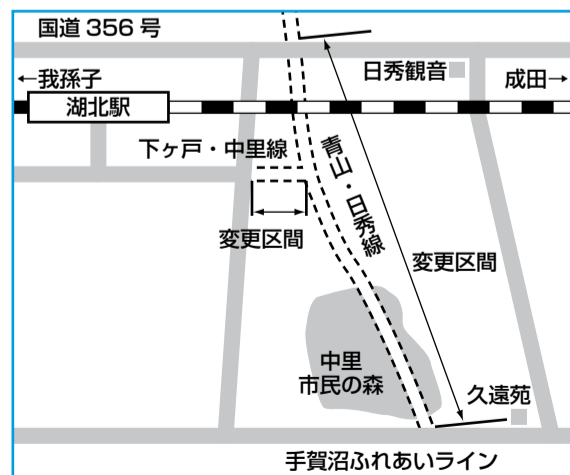 国道 356 号
←我孫子
日秀観音
成田→
湖北駅
下ヶ戸・中里線
青山・日秀線
変更区間
変更区間
中里
市民の森
久遠苑
手賀沼ふれあいライン